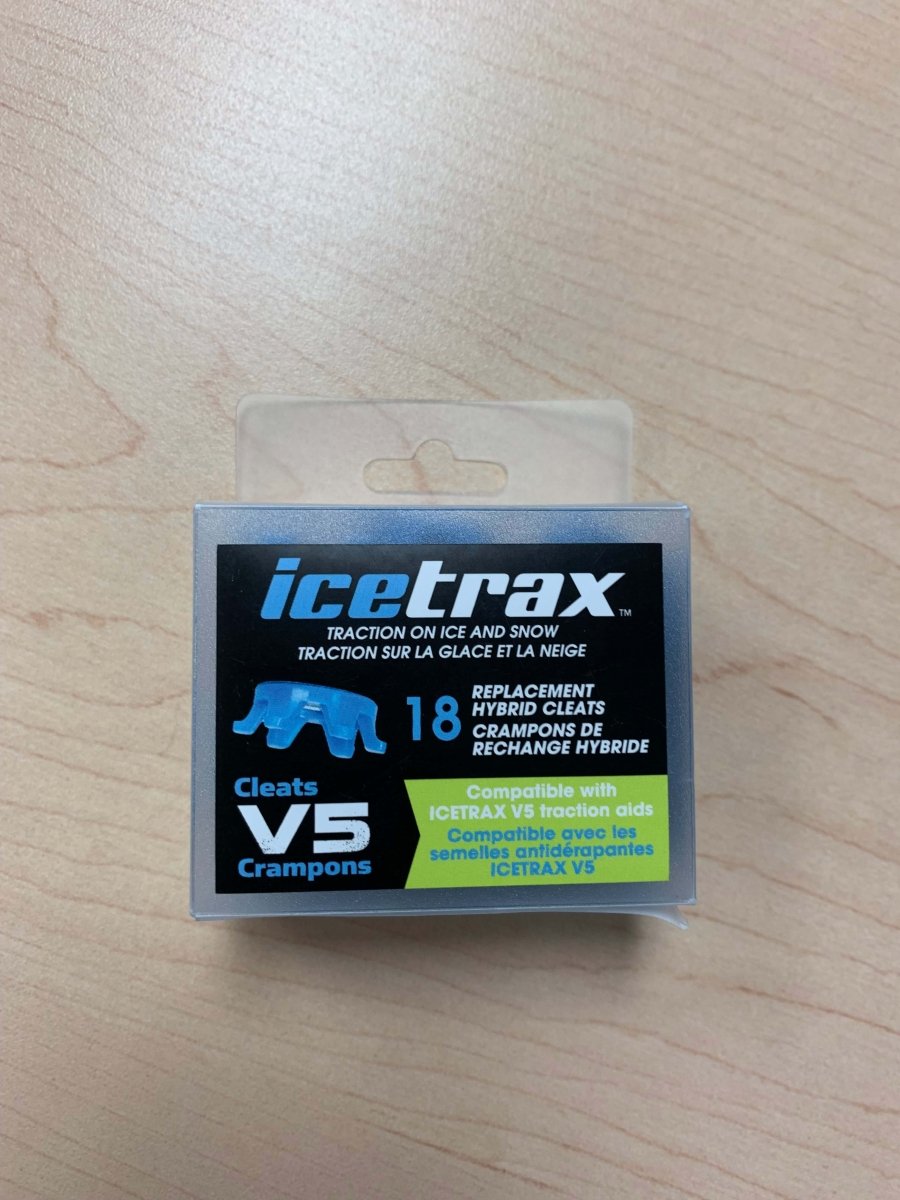 icetrax™
TRACTION ON ICE AND SNOW
TRACTION SUR LA GLACE ET LA NEIGE
18
REPLACEMENT
HYBRID CLEATS
CRAMPONS DE
RECHANGE HYBRIDE
Cleats
V5
Crampons
Compatible with
ICETRAX V5 traction aids
Compatible avec les
semelles antidérapantes
ICETRAX V5